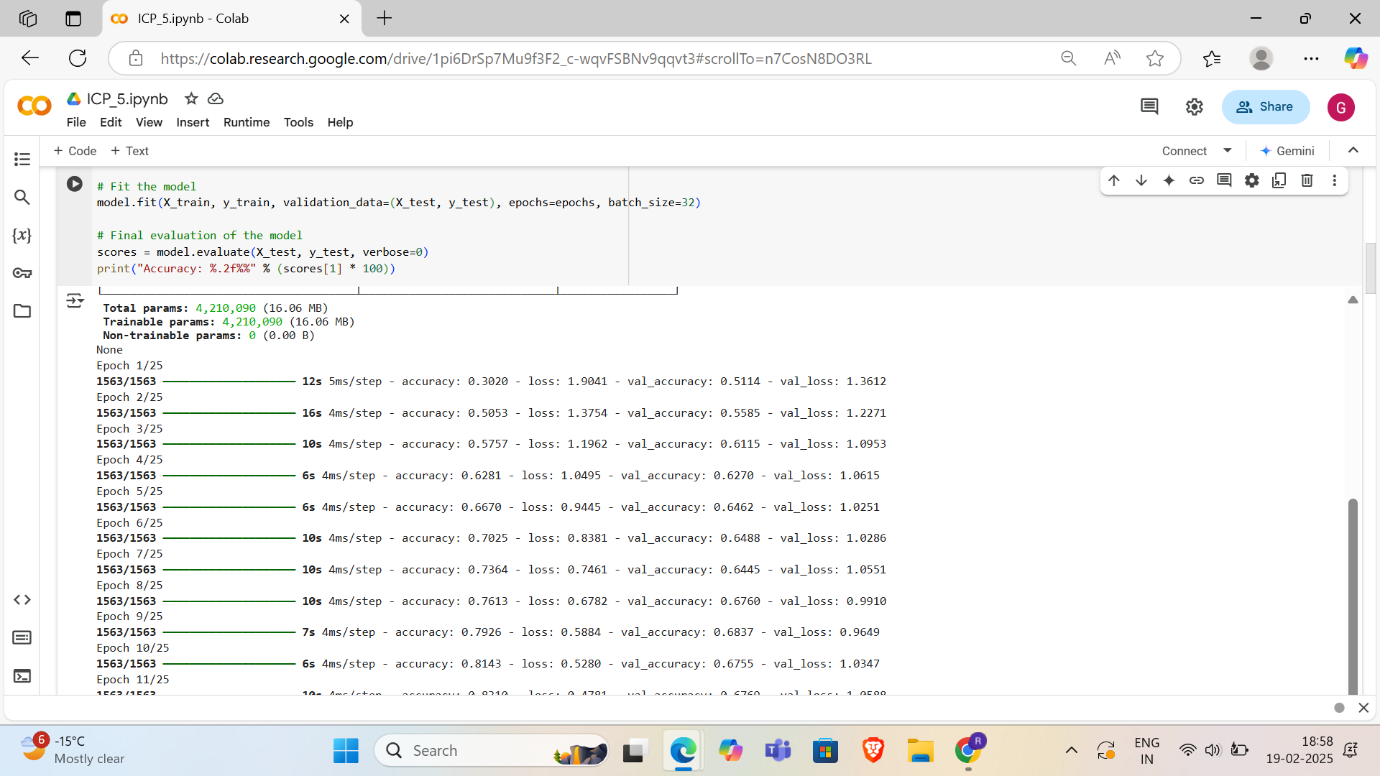 ICP_5.ipynb - Colab
https://colab.research.google.com/drive/1pi6DrSp7Mu9f3F2_c-wqvFSBNv9qqvt3#scrollTo=n7CosN8DO3RL
ICP_5.ipynb
File Edit View Insert Runtime Tools Help
Share
G
+ Code + Text
Connect
Gemini
# Fit the model
model.fit(X_train, y_train, validation_data=(X_test, y_test), epochs=epochs, batch_size=32)
# Final evaluation of the model
scores = model.evaluate(X_test, y_test, verbose=0)
print("Accuracy: %.2f%%" % (scores[1] * 100))
Total params: 4,210,090 (16.06 MB)
Trainable params: 4,210,090 (16.06 MB)
Non-trainable params: 0 (0.00 B)
None
Epoch 1/25
1563/1563 12s 5ms/step - accuracy: 0.3020 - loss: 1.9041 - val_accuracy: 0.5114 - val_loss: 1.3612
Epoch 2/25
1563/1563 16s 4ms/step - accuracy: 0.5053 - loss: 1.3754 - val_accuracy: 0.5585 - val_loss: 1.2271
Epoch 3/25
1563/1563 10s 4ms/step - accuracy: 0.5757 - loss: 1.1962 - val_accuracy: 0.6115 - val_loss: 1.0953
Epoch 4/25
1563/1563 6s 4ms/step - accuracy: 0.6281 - loss: 1.0495 - val_accuracy: 0.6270 - val_loss: 1.0615
Epoch 5/25
1563/1563 6s 4ms/step - accuracy: 0.6670 - loss: 0.9445 - val_accuracy: 0.6462 - val_loss: 1.0251
Epoch 6/25
1563/1563 10s 4ms/step - accuracy: 0.7025 - loss: 0.8381 - val_accuracy: 0.6488 - val_loss: 1.0286
Epoch 7/25
1563/1563 10s 4ms/step - accuracy: 0.7364 - loss: 0.7461 - val_accuracy: 0.6445 - val_loss: 1.0551
Epoch 8/25
1563/1563 10s 4ms/step - accuracy: 0.7613 - loss: 0.6782 - val_accuracy: 0.6760 - val_loss: 0.9910
Epoch 9/25
1563/1563 7s 4ms/step - accuracy: 0.7926 - loss: 0.5884 - val_accuracy: 0.6837 - val_loss: 0.9649
Epoch 10/25
1563/1563 6s 4ms/step - accuracy: 0.8143 - loss: 0.5280 - val_accuracy: 0.6755 - val_loss: 1.0347
Epoch 11/25
6
-15°C
Mostly clear
Search
R
ENG
IN
18:58
19-02-2025